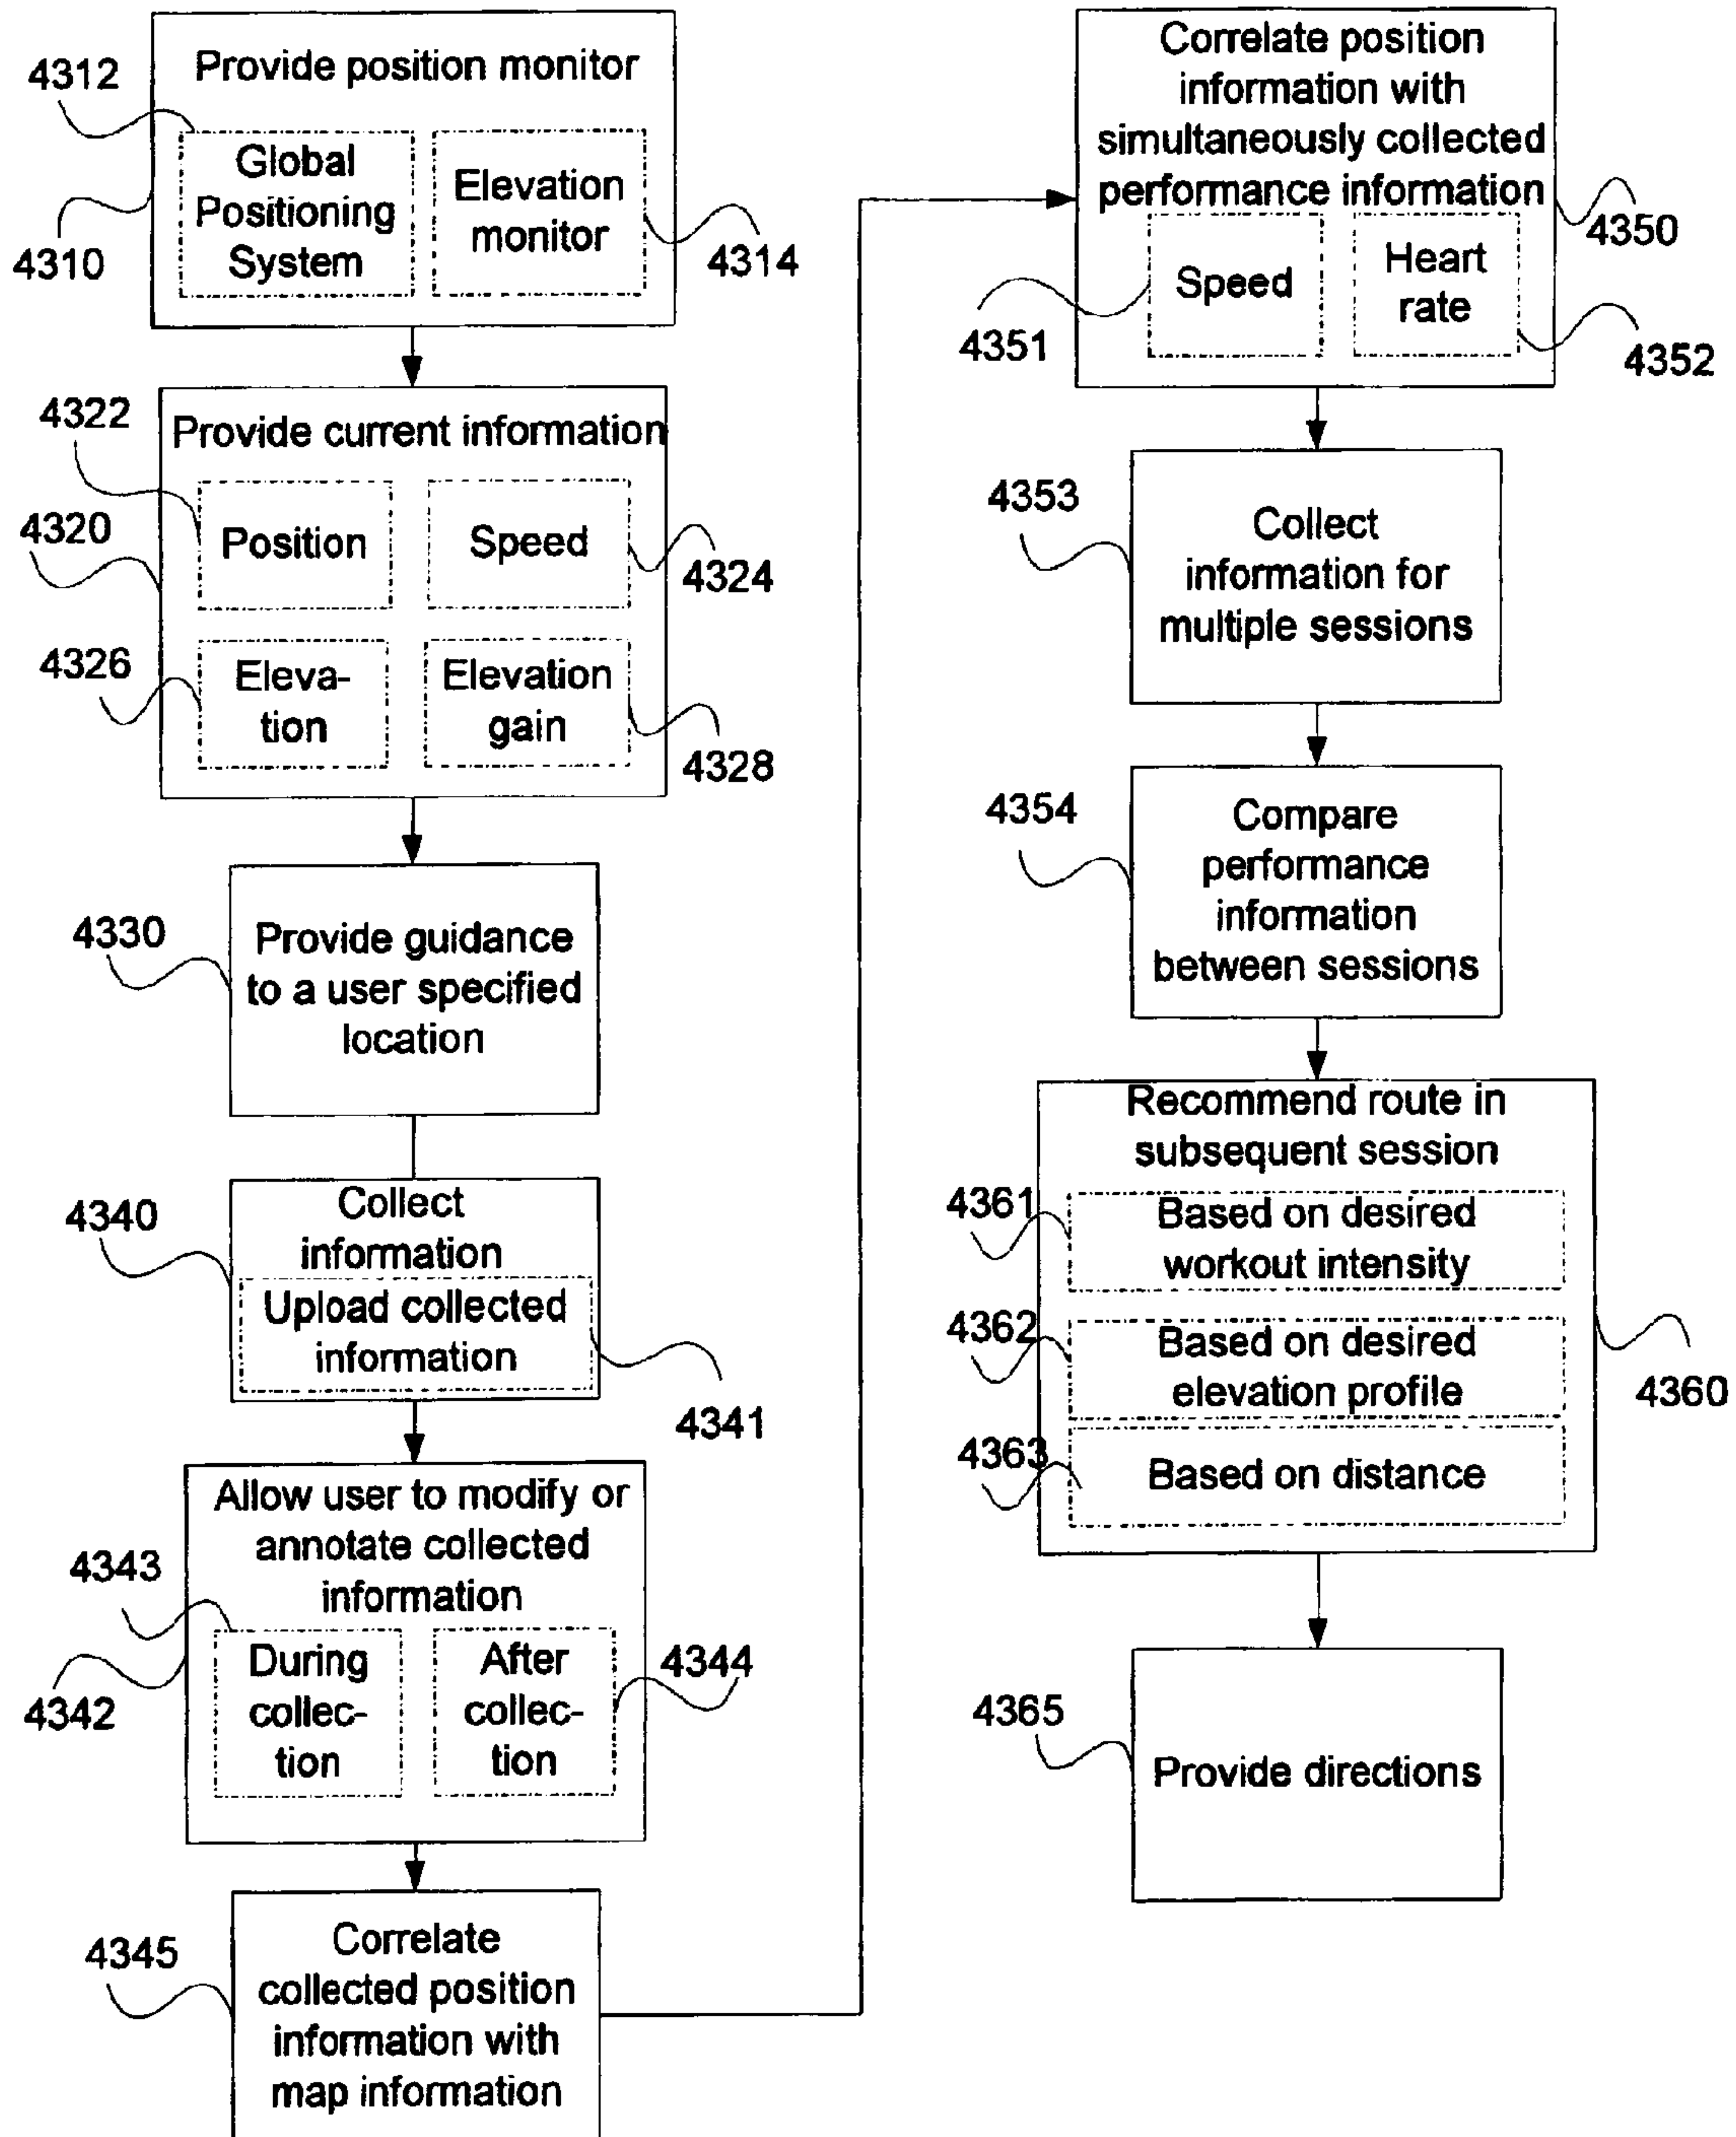 Provide position monitor
4312
Global
Positioning
System
Elevation
monitor
4310
4314
Provide current information
4322
4320
Position
Speed
4324
4326
Eleva-
tion
Elevation
gain
4328
4330
Provide guidance
to a user specified
location
4340
Collect
information
Upload collected
information
4341
Allow user to modify or
annotate collected
information
4343
4342
During
collec-
tion
After
collec-
tion
4344
4345
Correlate
collected position
information with
map information
Correlate position
information with
simultaneously collected
performance information
4350
Speed
Heart
rate
4351
4352
4353
Collect
information for
multiple sessions
4354
Compare
performance
information
between sessions
Recommend route in
subsequent session
4361
Based on desired
workout intensity
4362
Based on desired
elevation profile
4360
4363
Based on distance
4365
Provide directions